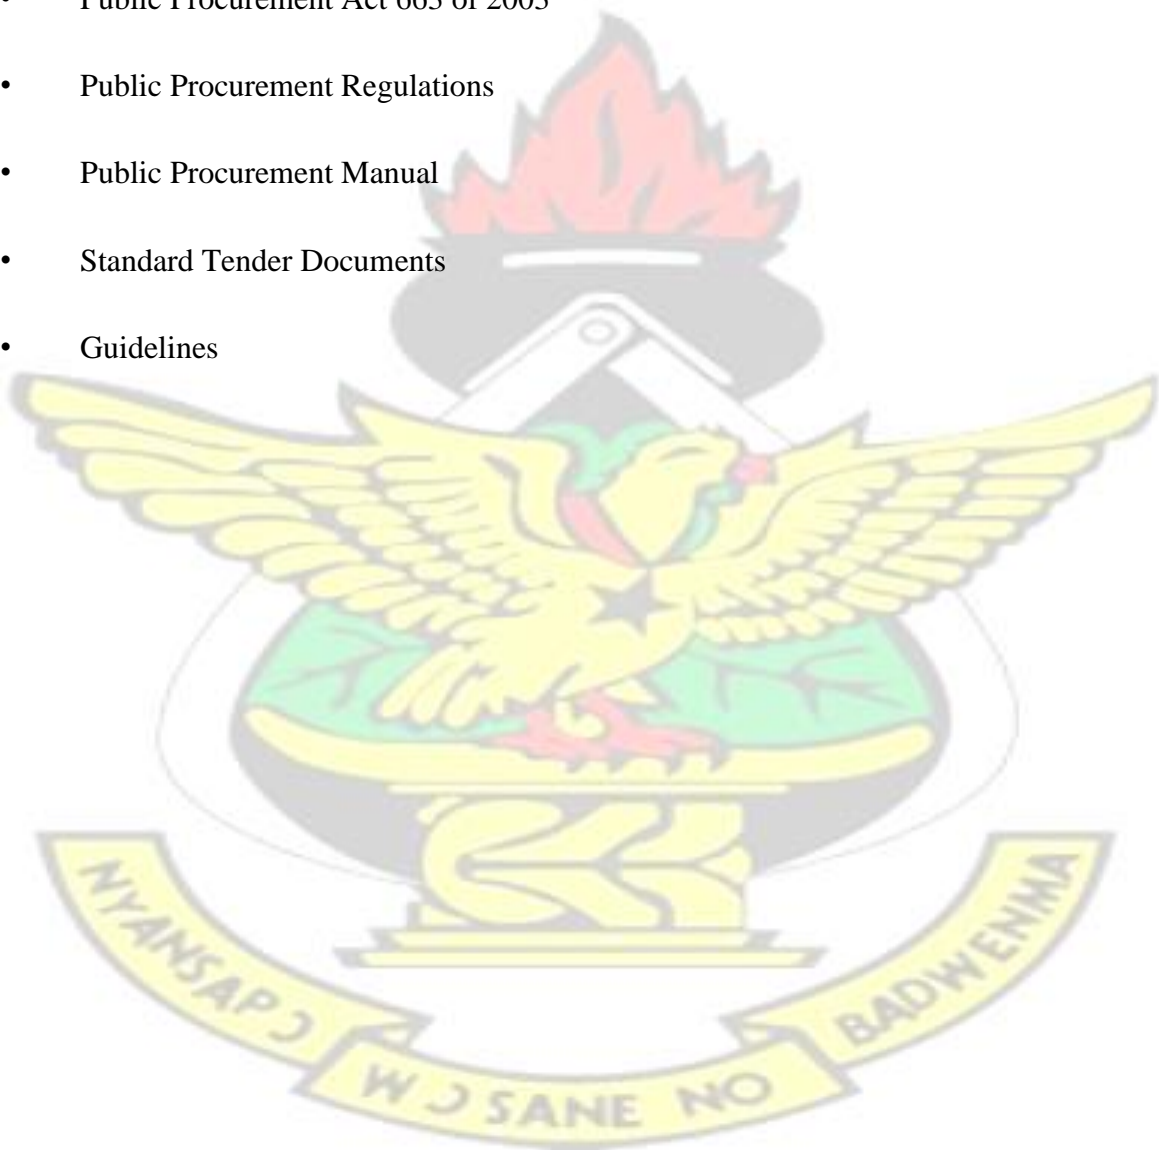 • Public Procurement Act 663 of 2003
• Public Procurement Regulations
• Public Procurement Manual
• Standard Tender Documents
• Guidelines
NYANSAPƆ
WƆSANE NO
BADWENMA